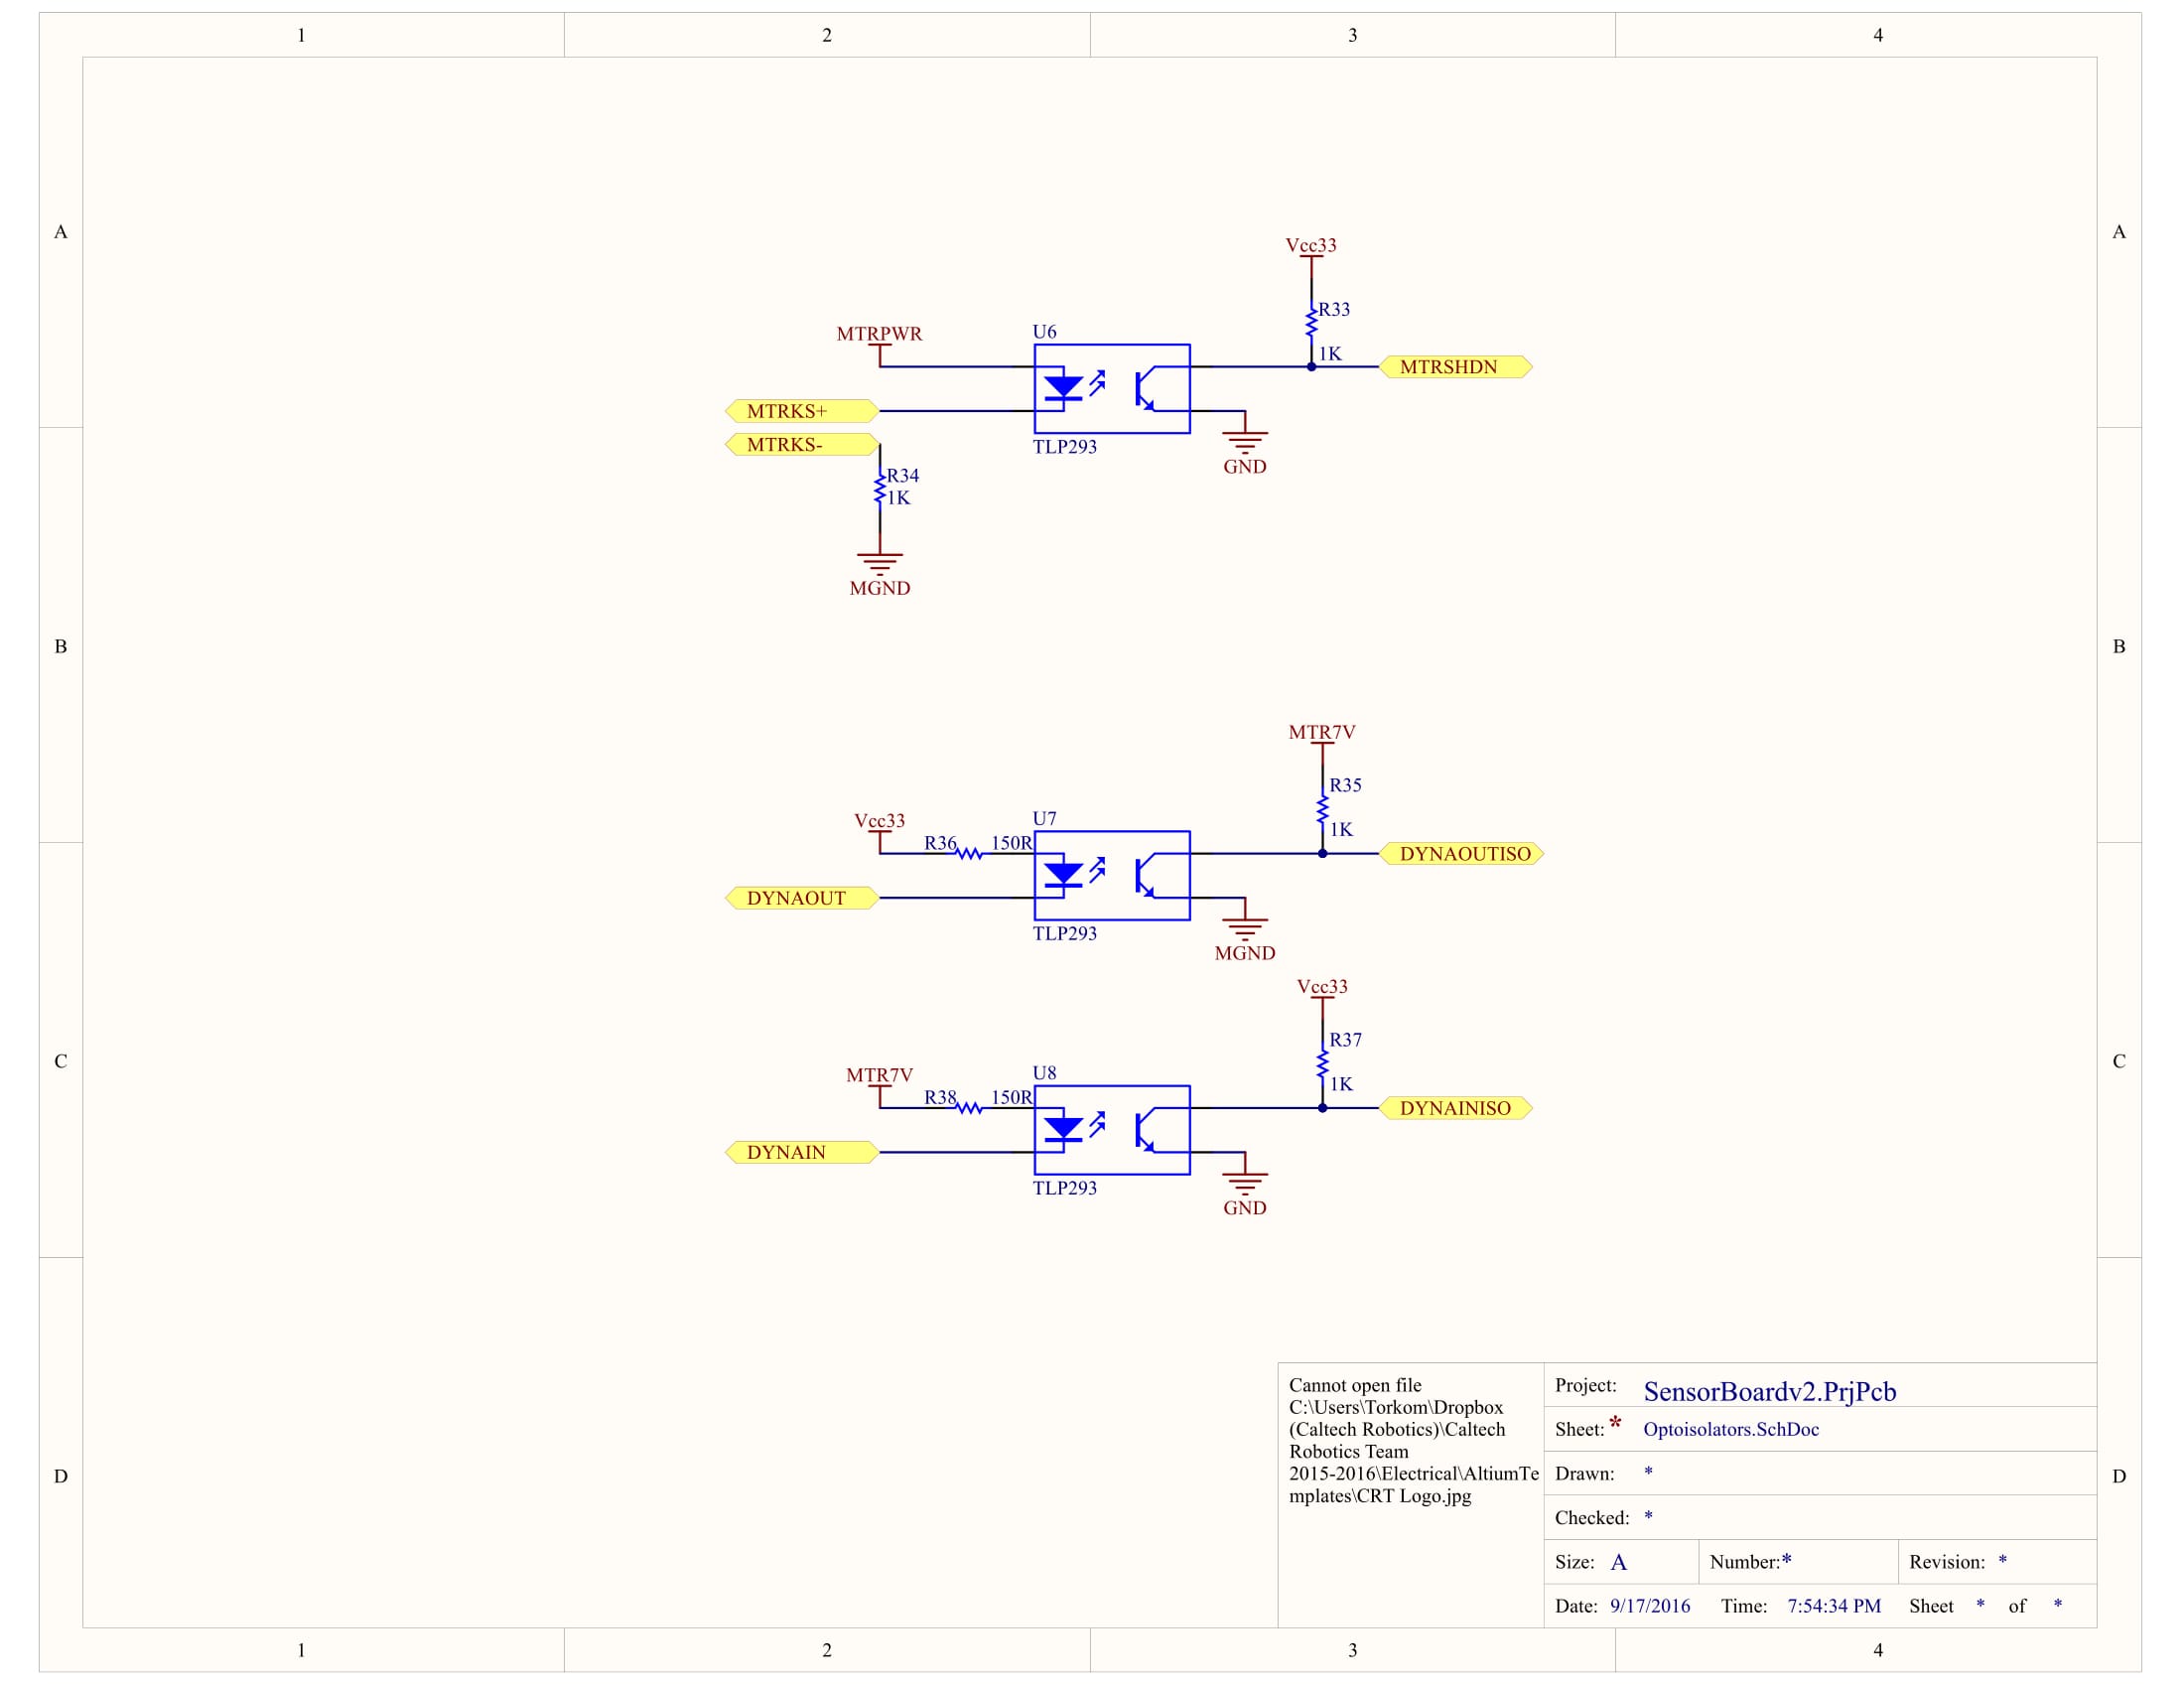 1 2 3 4
A A
Vcc33
R33
MTRPWR
U6
1K
MTRSHDN
MTRKS+
MTRKS-
TLP293
GND
R34
1K
MGND
B B
MTR7V
R35
U7
Vcc33
R36 150R
1K
DYNAOUTISO
DYNAOUT
TLP293
MGND
Vcc33
R37
C C
U8
MTR7V
R38 150R
1K
DYNAINISO
DYNAIN
TLP293
GND
Cannot open file
C:\Users\Torkom\Dropbox
(Caltech Robotics)\Caltech
Robotics Team
2015-2016\Electrical\AltiumTe
mplates\CRT Logo.jpg
Project: SensorBoardv2.PrjPcb
Sheet: * Optoisolators.SchDoc
Drawn: *
Checked: *
Size: A Number:* Revision: *
Date: 9/17/2016 Time: 7:54:34 PM Sheet * of *
D D
1 2 3 4